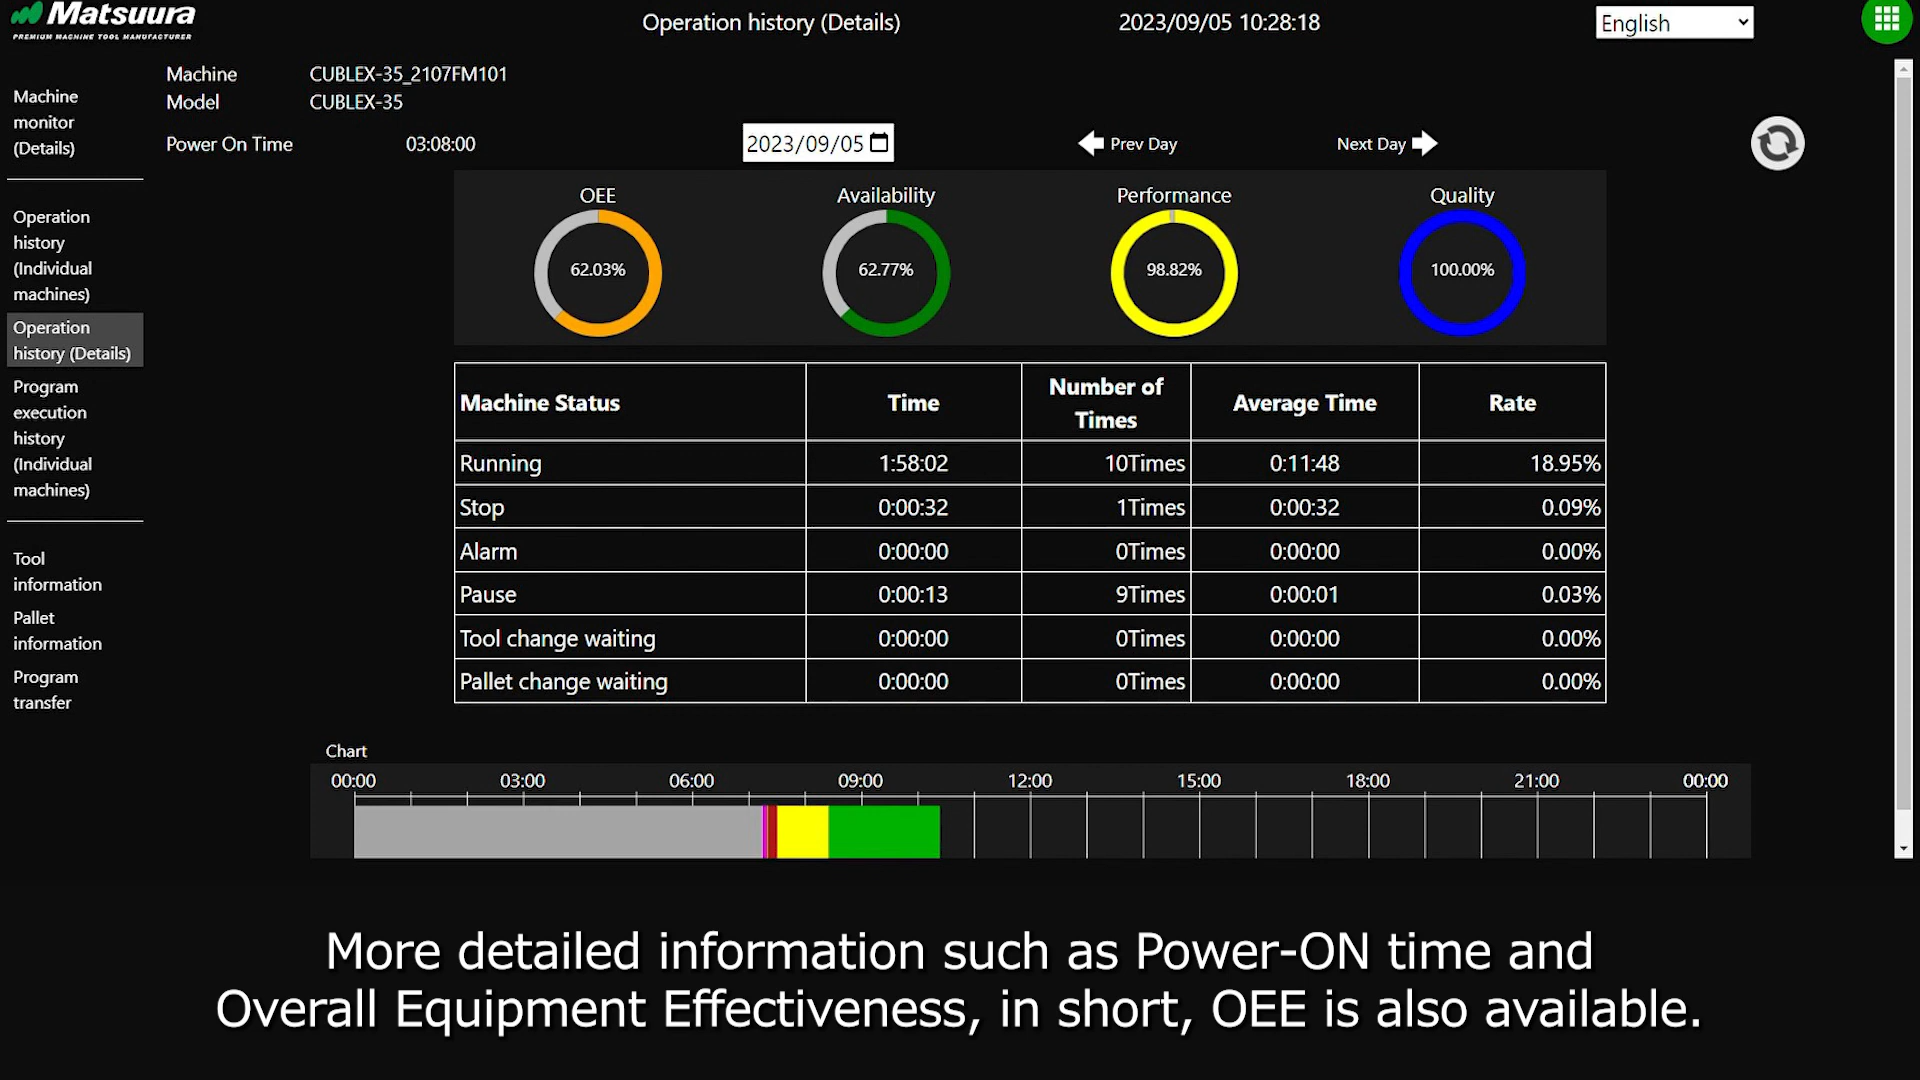 Matsuura
PREMIUM MACHINE TOOL MANUFACTURER
Operation history (Details)
2023/09/05 10:28:18
English
Machine
monitor
(Details)
Operation
history
(Individual
machines)
Operation
history (Details)
Program
execution
history
(Individual
machines)
Tool
information
Pallet
information
Program
transfer
Machine CUBLEX-35_2107FM101
Model CUBLEX-35
Power On Time 03:08:00
2023/09/05
Prev Day
Next Day
OEE Availability Performance Quality
62.03% 62.77% 98.82% 100.00%
Machine Status Time Number of Times Average Time Rate
Running 1:58:02 10Times 0:11:48 18.95%
Stop 0:00:32 1Times 0:00:32 0.09%
Alarm 0:00:00 0Times 0:00:00 0.00%
Pause 0:00:13 9Times 0:00:01 0.03%
Tool change waiting 0:00:00 0Times 0:00:00 0.00%
Pallet change waiting 0:00:00 0Times 0:00:00 0.00%
Chart
00:00 03:00 06:00 09:00 12:00 15:00 18:00 21:00 00:00
More detailed information such as Power-ON time and
Overall Equipment Effectiveness, in short, OEE is also available.